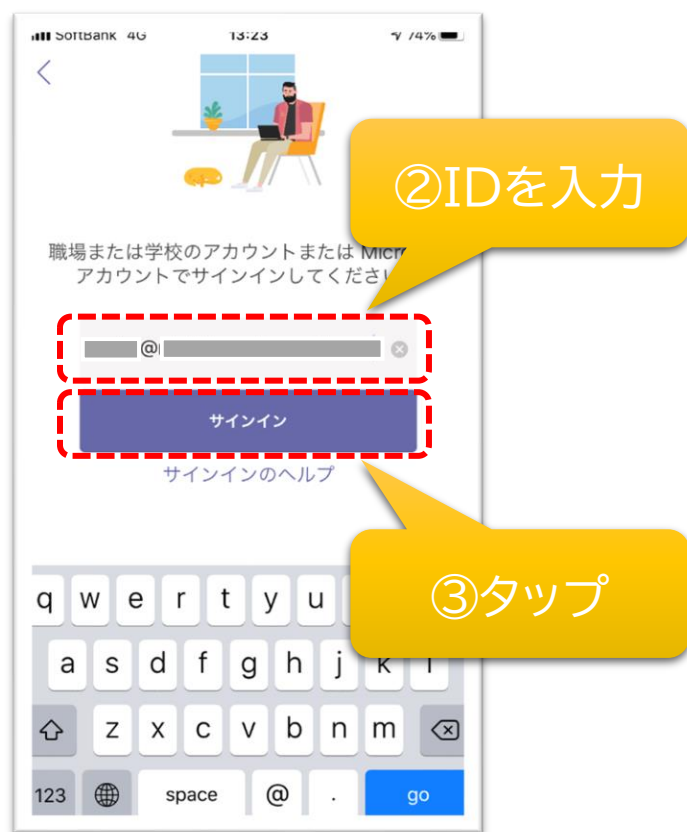 SoftBank 4G 13:23 74%
②IDを入力
職場または学校のアカウントまたは Micr
アカウントでサインインしてくださ
@
サインイン
サインインのヘルプ
③タップ
q w e r t y u
a s d f g h j k l
z x c v b n m
123 space @ . go